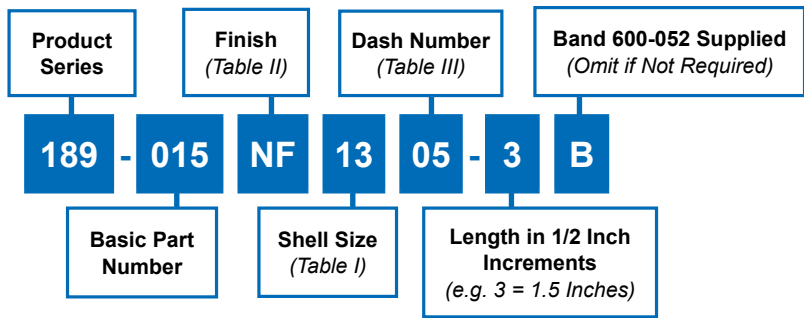 Product
Series
Finish
(Table II)
Dash Number
(Table III)
Band 600-052 Supplied
(Omit if Not Required)
189 - 015 NF 13 05 - 3 B
Basic Part
Number
Shell Size
(Table I)
Length in 1/2 Inch
Increments
(e.g. 3 = 1.5 Inches)